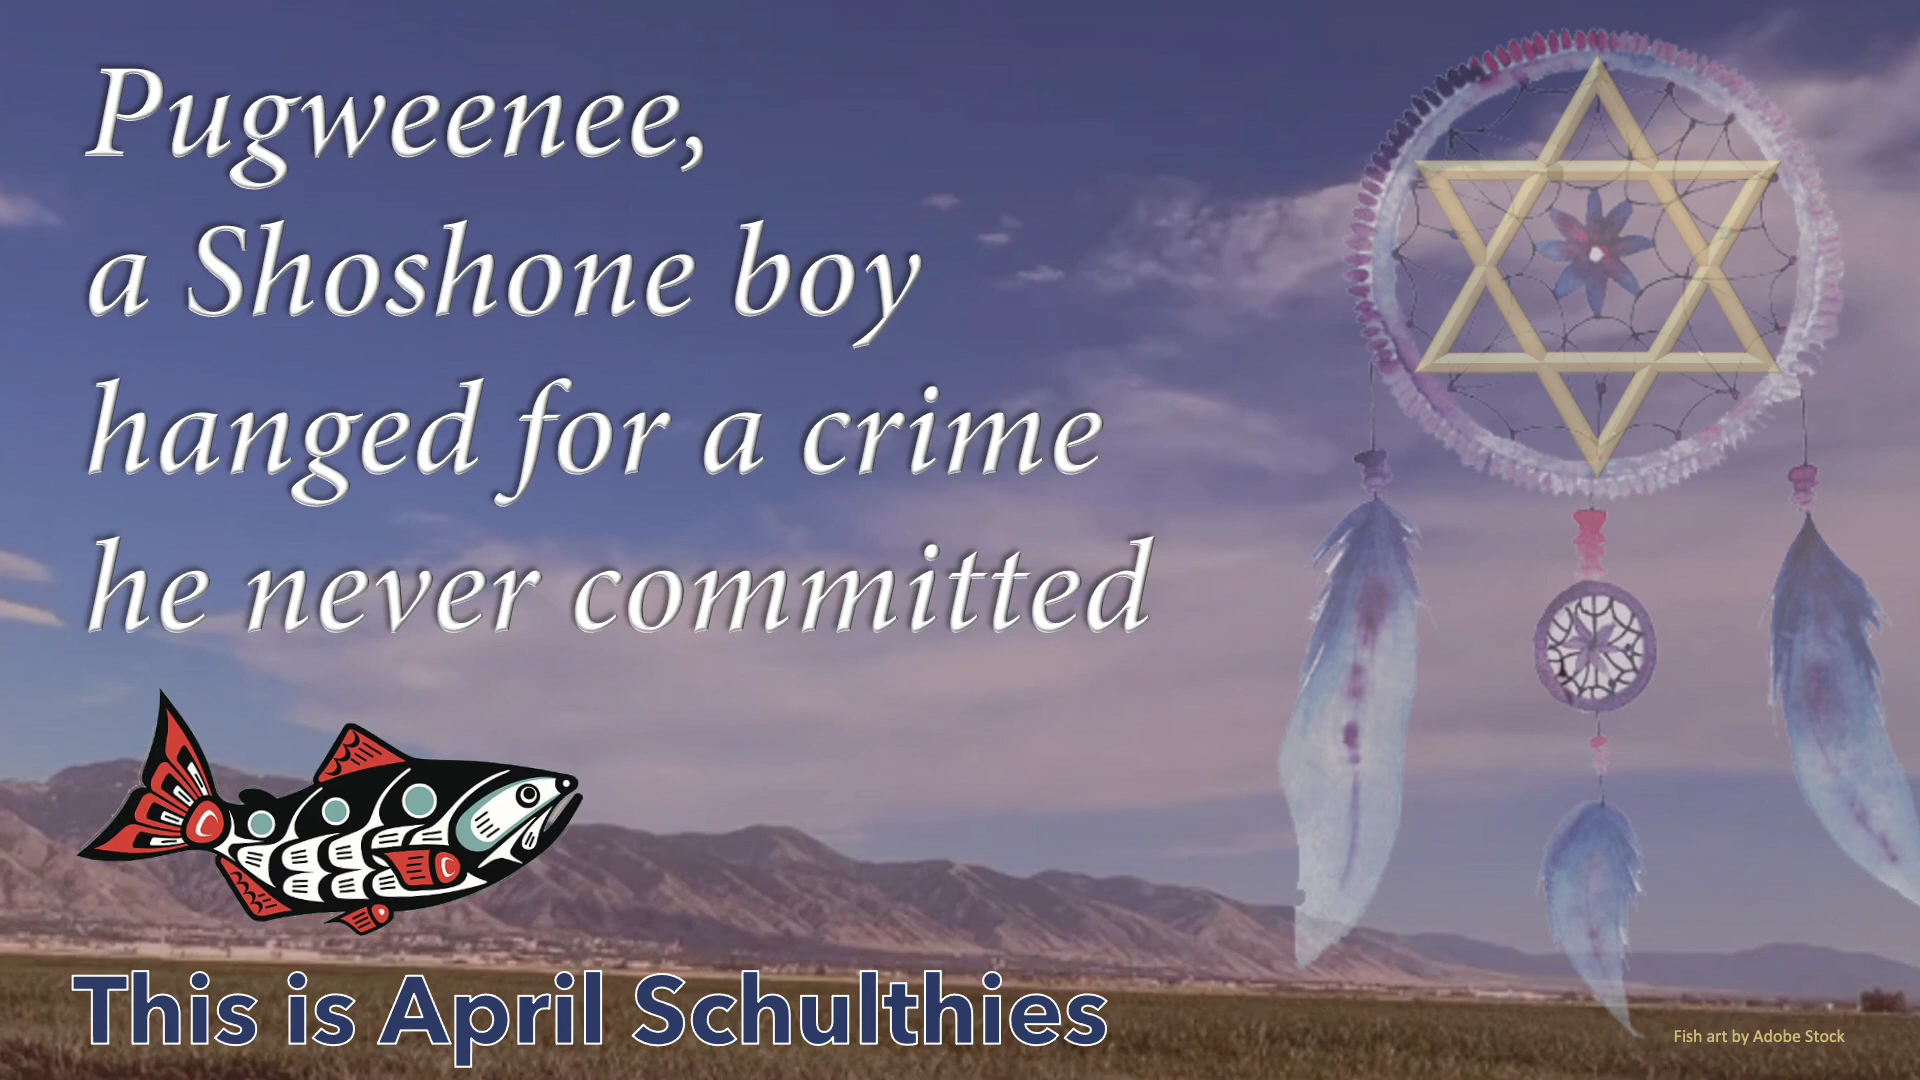 Pugweenee,
a Shoshone boy
hanged for a crime
he never committed
This is April Schulthies
Fish art by Adobe Stock